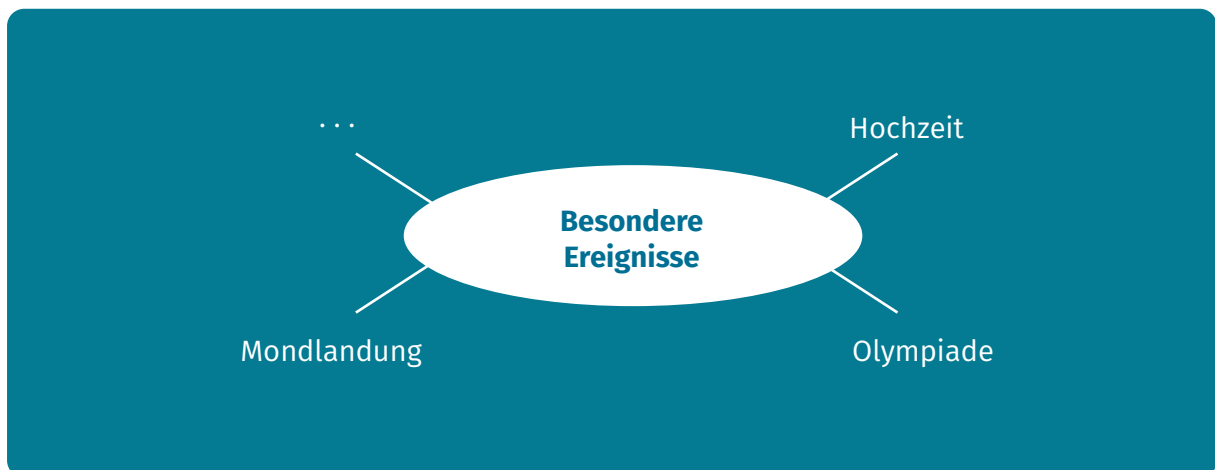 ...
Hochzeit
Besondere
Ereignisse
Mondlandung
Olympiade